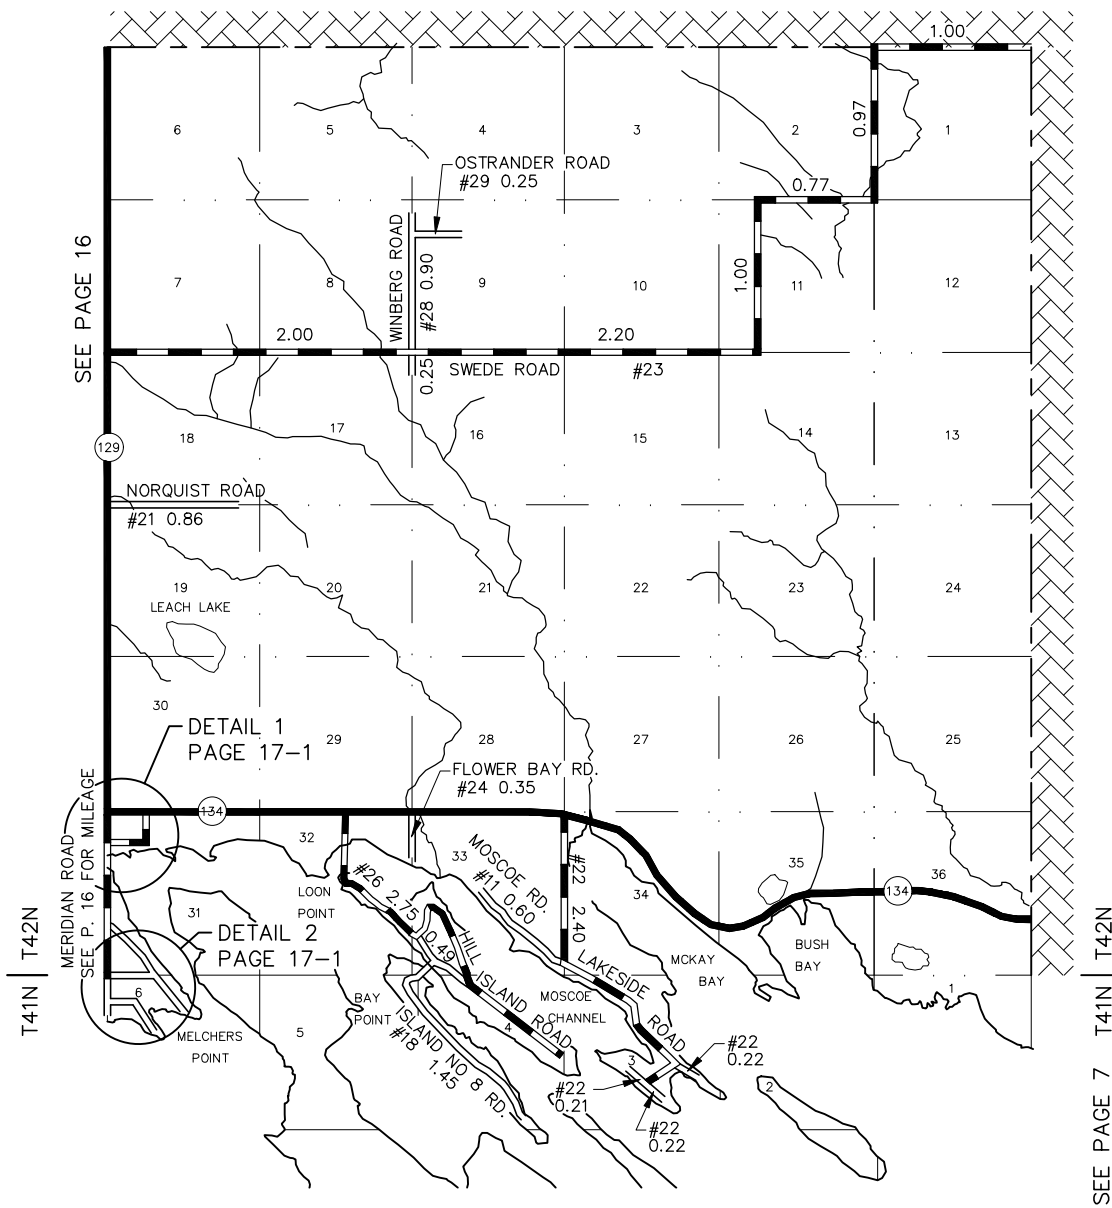 1.00
6
5
4
3
2
0.97
1
OSTRANDER ROAD
#29 0.25
0.77
SEE PAGE 16
7
8
WINBERG ROAD
#28 0.90
9
10
1.00
11
12
2.00
2.20
0.25
SWEDE ROAD
#23
129
18
17
16
15
14
13
NORQUIST ROAD
#21 0.86
19
LEACH LAKE
20
21
22
23
24
30
DETAIL 1
PAGE 17-1
29
28
27
26
25
FLOWER BAY RD.
#24 0.35
134
MERIDIAN ROAD
SEE P. 16 FOR MILEAGE
32
33
MOSCOE RD.
#11 0.60
#22 2.40
35
36
134
34
#26 2.75
LOON
POINT
31
DETAIL 2
PAGE 17-1
0.49
HILL ISLAND ROAD
LAKESIDE ROAD
MCKAY
BAY
BUSH
BAY
T42N
T41N
T42N
T41N
6
BAY
POINT
MOSCOE
CHANNEL
1
MELCHERS
POINT
5
ISLAND NO 8 RD.
#18 1.45
4
3
#22
0.22
#22
0.21
2
#22
0.22
SEE PAGE 7